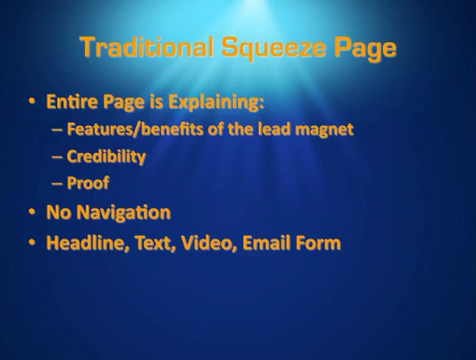 Traditional Squeeze Page
• Entire Page is Explaining:
– Features/benefits of the lead magnet
– Credibility
– Proof
• No Navigation
• Headline, Text, Video, Email Form